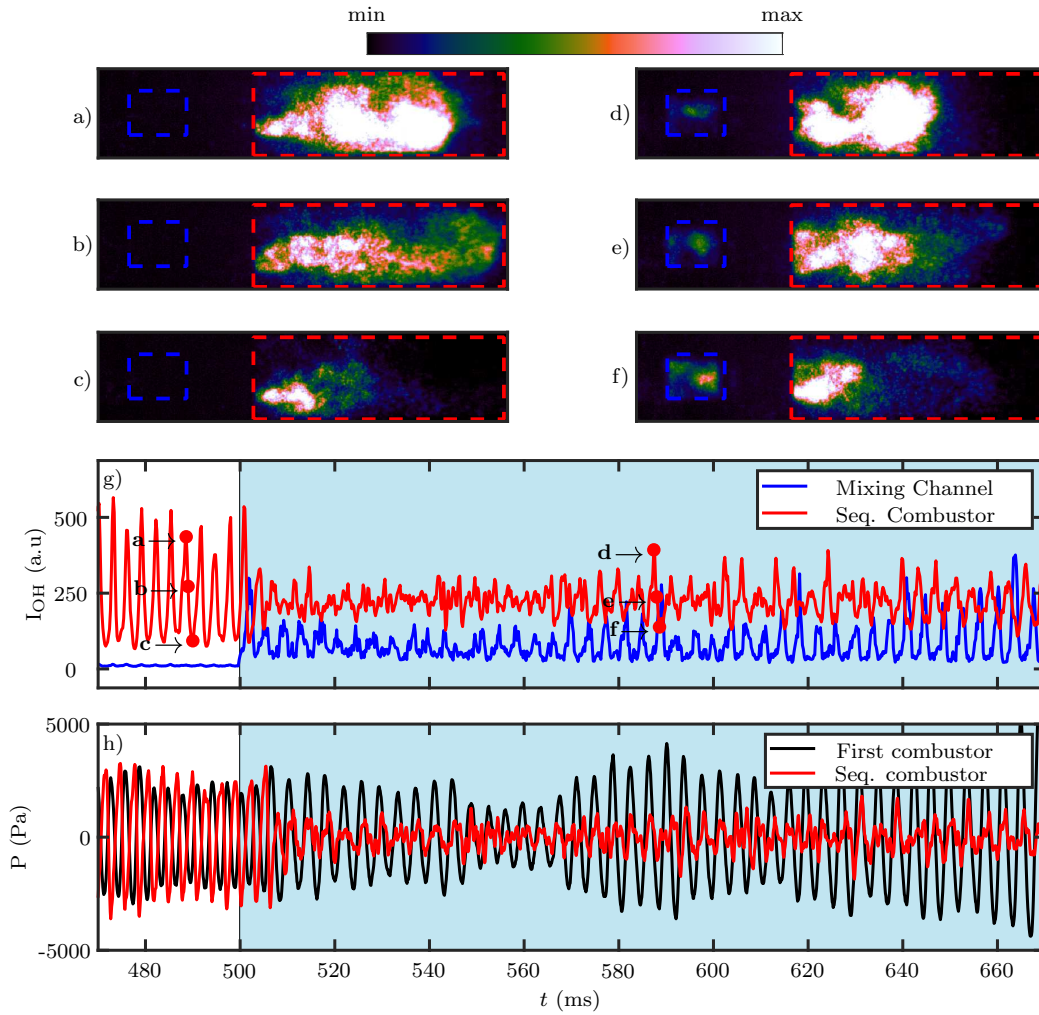 min max
a) d)
b) e)
c) f)
g)
I_OH (a.u)
500
250
0
a
b
c
d
e
f
Mixing Channel
Seq. Combustor
h)
P (Pa)
5000
0
-5000
First combustor
Seq. combustor
480 500 520 540 560 580 600 620 640 660
t (ms)